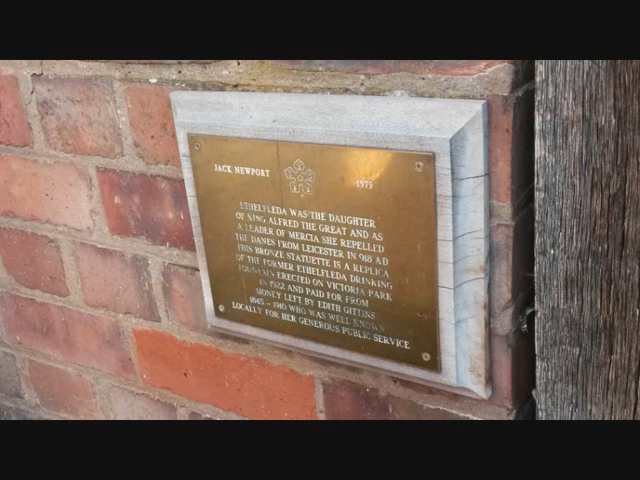 JACK NEWPORT 1979
ETHELFLEDA WAS THE DAUGHTER
OF KING ALFRED THE GREAT AND AS
A LEADER OF MERCIA SHE REPELLED
THE DANES FROM LEICESTER IN 918 A.D
THIS BRONZE STATUETTE IS A REPLICA
OF THE FORMER ETHELFLEDA DRINKING
FOUNTAIN ERECTED ON VICTORIA PARK
IN 1922 AND PAID FOR FROM
MONEY LEFT BY EDITH GITTINS
1845 - 1910 WHO WAS WELL KNOWN
LOCALLY FOR HER GENEROUS PUBLIC SERVICE